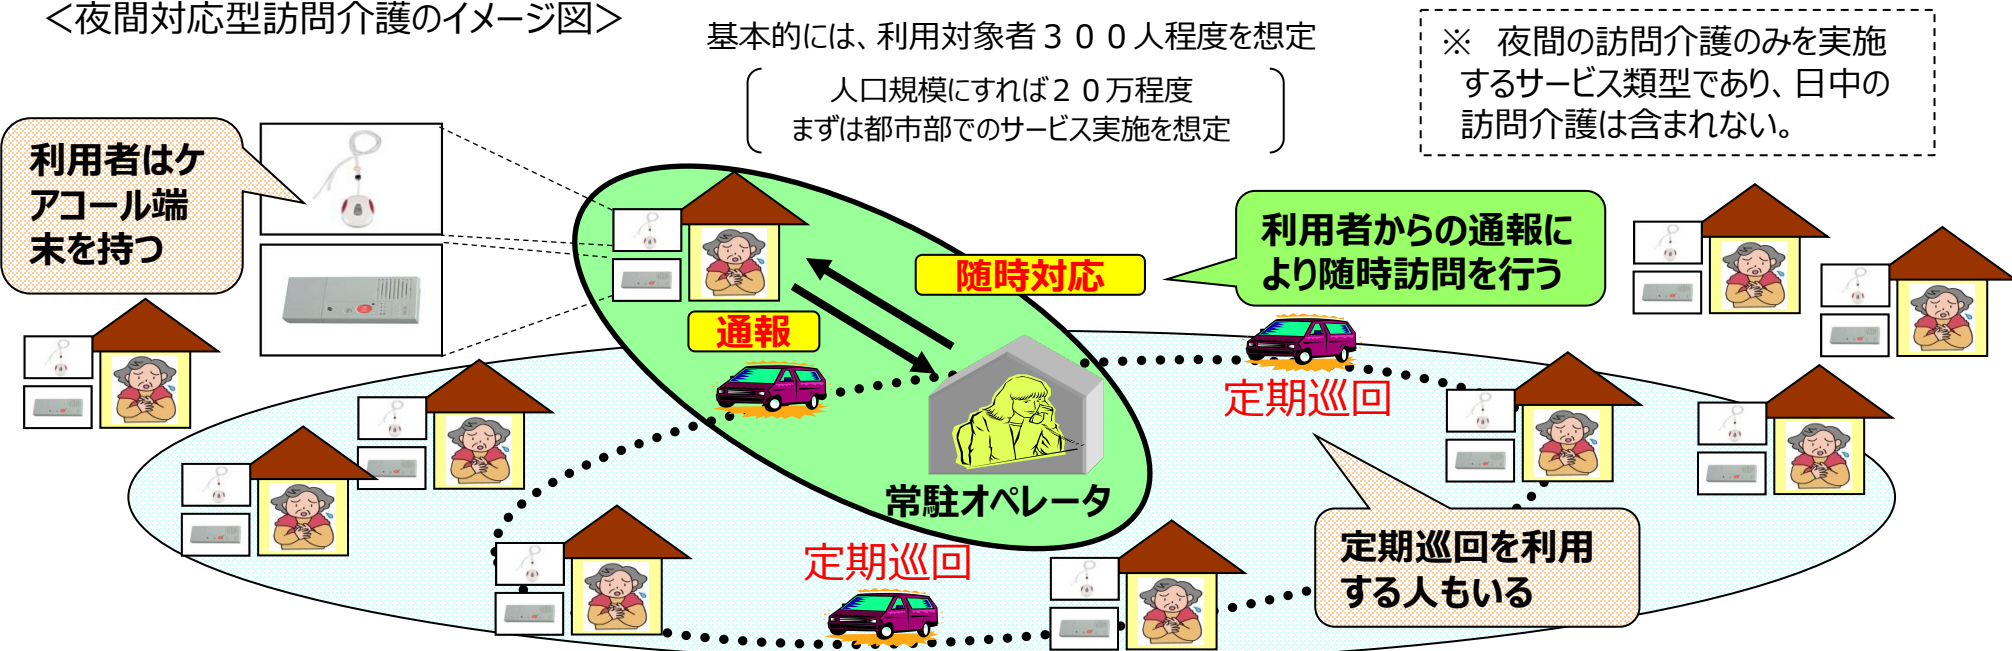 ＜夜間対応型訪問介護のイメージ図＞
基本的には、利用対象者３００人程度を想定
人口規模にすれば２０万程度
まずは都市部でのサービス実施を想定
※　夜間の訪問介護のみを実施
するサービス類型であり、日中の
訪問介護は含まれない。
利用者はケ
アコール端
末を持つ
利用者からの通報に
より随時訪問を行う
随時対応
通報
定期巡回
常駐オペレータ
定期巡回
定期巡回を利用
する人もいる